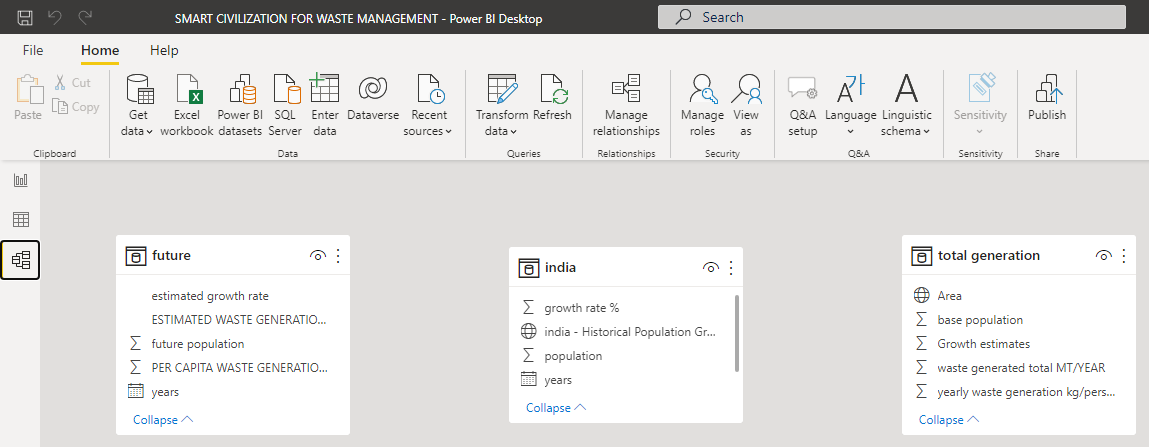 SMART CIVILIZATION FOR WASTE MANAGEMENT - Power BI Desktop
Search
File Home Help
Paste
Cut
Copy
Get data
Excel workbook
Power BI datasets
SQL Server
Enter data
Dataverse
Recent sources
Transform data
Refresh
Manage relationships
Manage roles
View as
Q&A setup
Language
Linguistic schema
Sensitivity
Publish
Clipboard Data Queries Relationships Security Q&A Sensitivity Share
future
estimated growth rate
ESTIMATED WASTE GENERATIO...
future population
PER CAPITA WASTE GENERATION...
years
Collapse
india
growth rate %
india - Historical Population Gr...
population
years
Collapse
total generation
Area
base population
Growth estimates
waste generated total MT/YEAR
yearly waste generation kg/pers...
Collapse